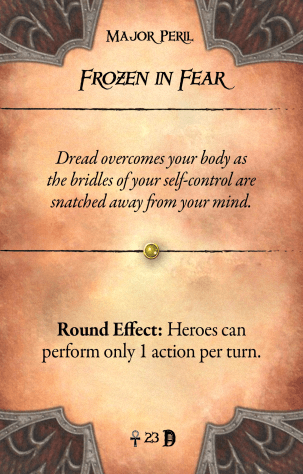 Major Peril
Frozen in Fear
Dread overcomes your body as
the bridles of your self-control are
snatched away from your mind.
Round Effect: Heroes can
perform only 1 action per turn.
☥ 23 D